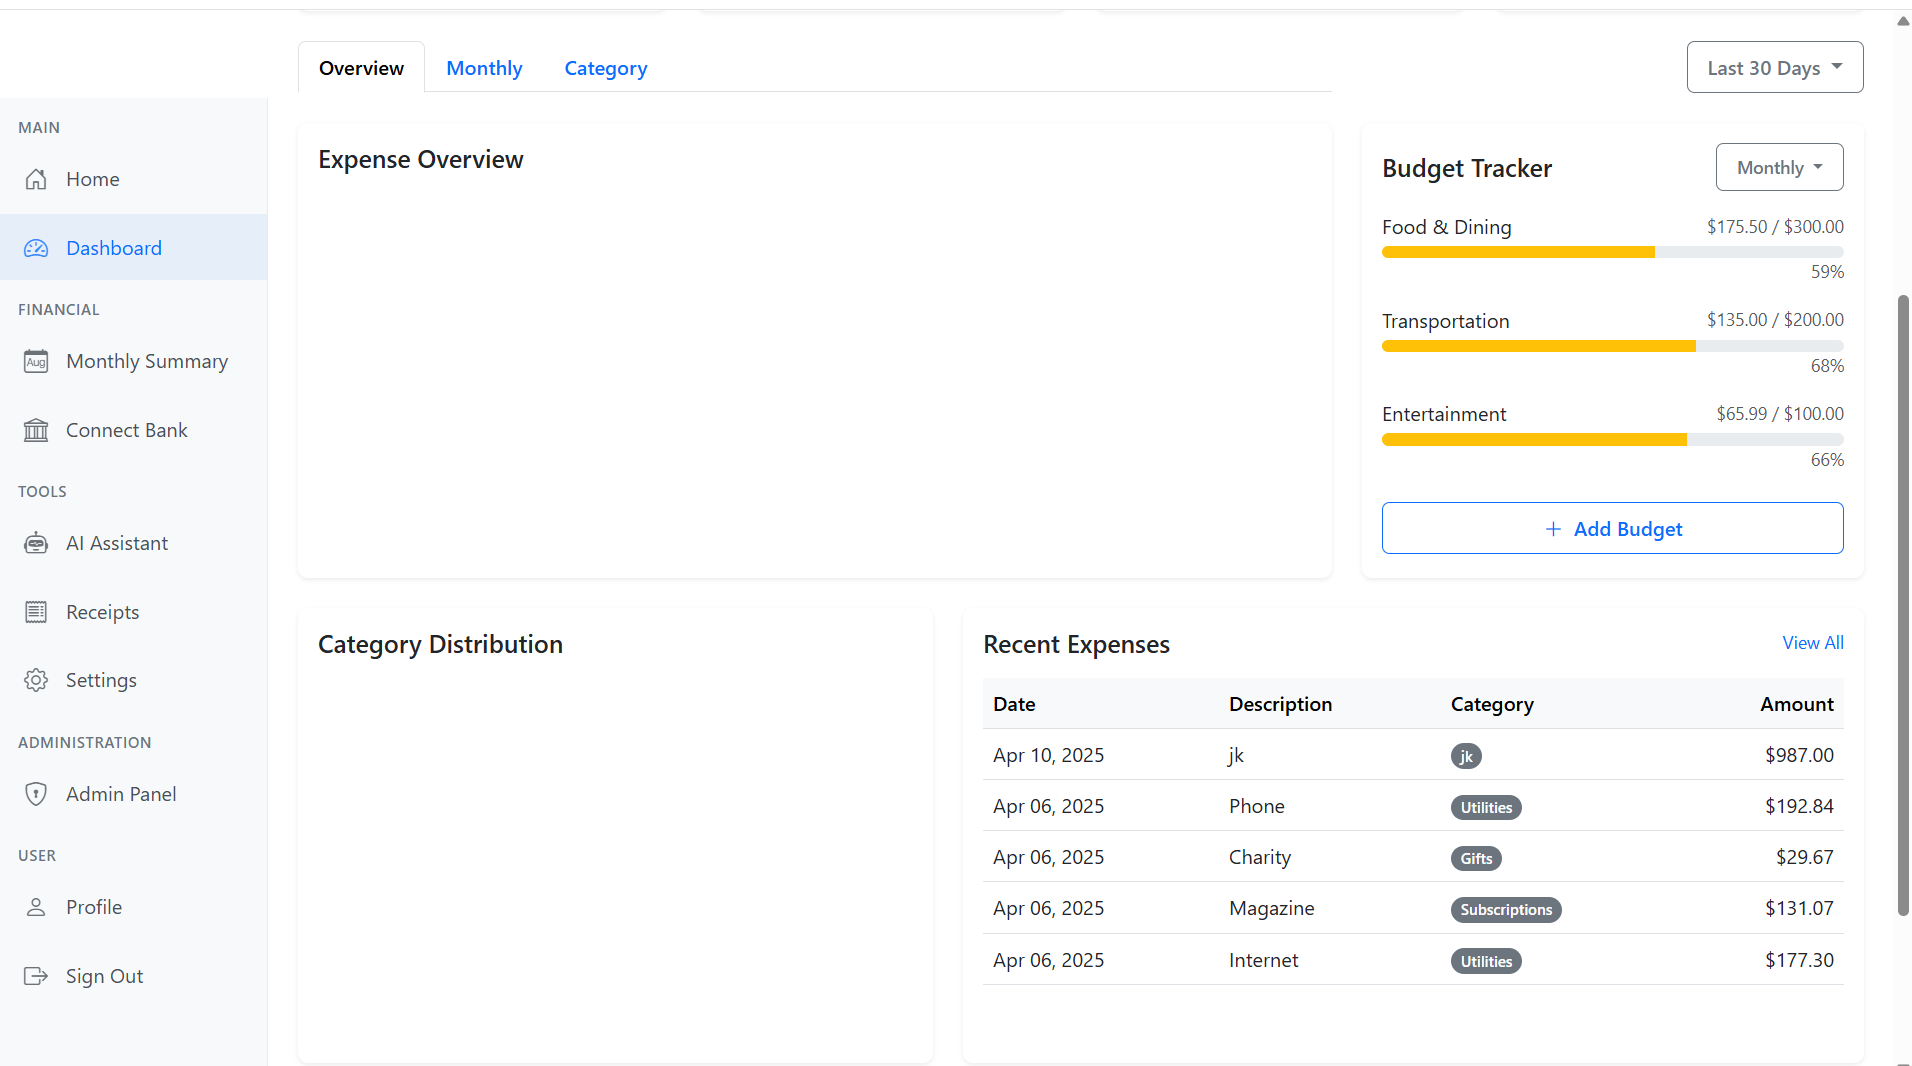 Overview Monthly Category Last 30 Days
MAIN
Home
Dashboard
FINANCIAL
Aug Monthly Summary
Connect Bank
TOOLS
AI Assistant
Receipts
Settings
ADMINISTRATION
Admin Panel
USER
Profile
Sign Out
Expense Overview
Budget Tracker Monthly
Food & Dining $175.50 / $300.00
59%
Transportation $135.00 / $200.00
68%
Entertainment $65.99 / $100.00
66%
+ Add Budget
Category Distribution
Recent Expenses View All
Date Description Category Amount
Apr 10, 2025 jk jk $987.00
Apr 06, 2025 Phone Utilities $192.84
Apr 06, 2025 Charity Gifts $29.67
Apr 06, 2025 Magazine Subscriptions $131.07
Apr 06, 2025 Internet Utilities $177.30